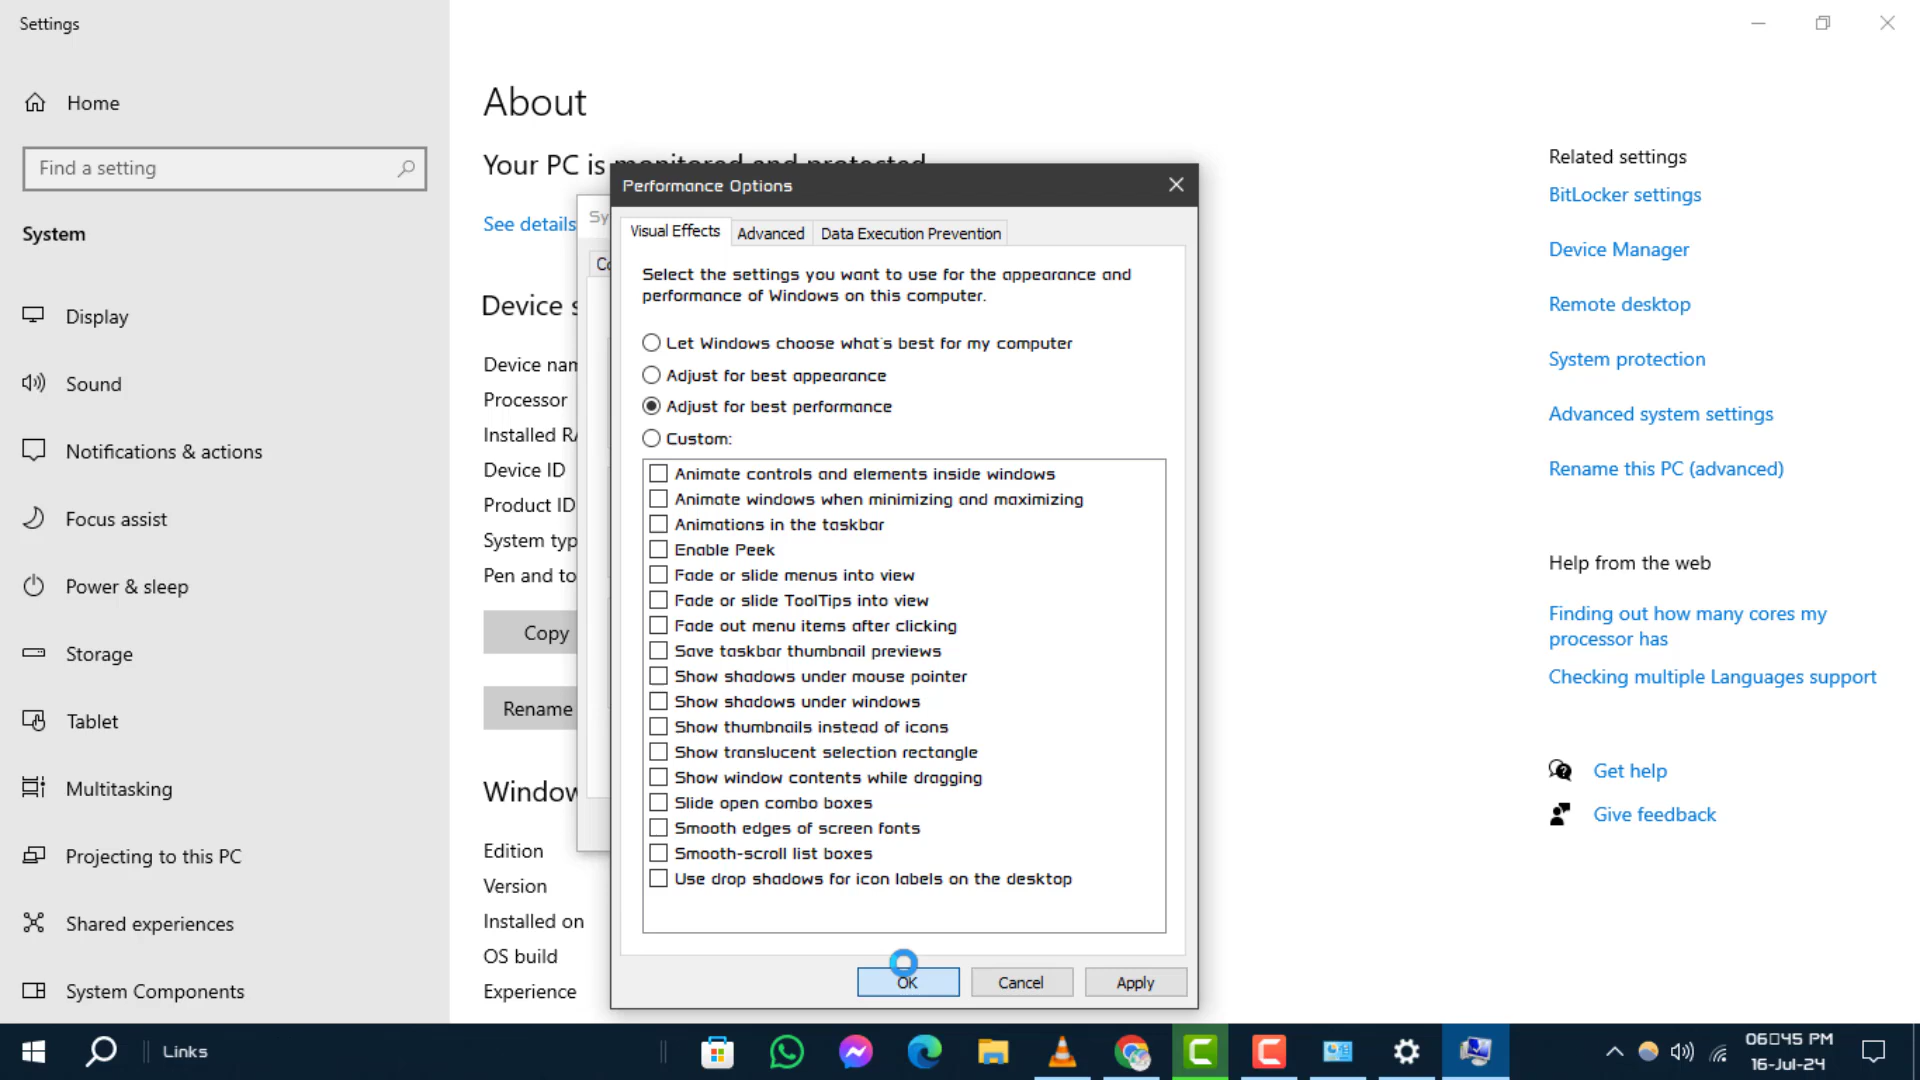 Settings
Home
Find a setting
System
Display
Sound
Notifications & actions
Focus assist
Power & sleep
Storage
Tablet
Multitasking
Projecting to this PC
Shared experiences
System Components
About
Your PC is monitored and protected
See details
Device s
Device nam
Processor
Installed RA
Device ID
Product ID
System typ
Pen and to
Copy
Rename
Window
Edition
Version
Installed on
OS build
Experience
Sy
Co
Performance Options
Visual Effects
Advanced
Data Execution Prevention
Select the settings you want to use for the appearance and
performance of Windows on this computer.
Let Windows choose what's best for my computer
Adjust for best appearance
Adjust for best performance
Custom:
Animate controls and elements inside windows
Animate windows when minimizing and maximizing
Animations in the taskbar
Enable Peek
Fade or slide menus into view
Fade or slide ToolTips into view
Fade out menu items after clicking
Save taskbar thumbnail previews
Show shadows under mouse pointer
Show shadows under windows
Show thumbnails instead of icons
Show translucent selection rectangle
Show window contents while dragging
Slide open combo boxes
Smooth edges of screen fonts
Smooth-scroll list boxes
Use drop shadows for icon labels on the desktop
OK
Cancel
Apply
Related settings
BitLocker settings
Device Manager
Remote desktop
System protection
Advanced system settings
Rename this PC (advanced)
Help from the web
Finding out how many cores my
processor has
Checking multiple Languages support
Get help
Give feedback
Links
06□45 PM
16-Jul-24